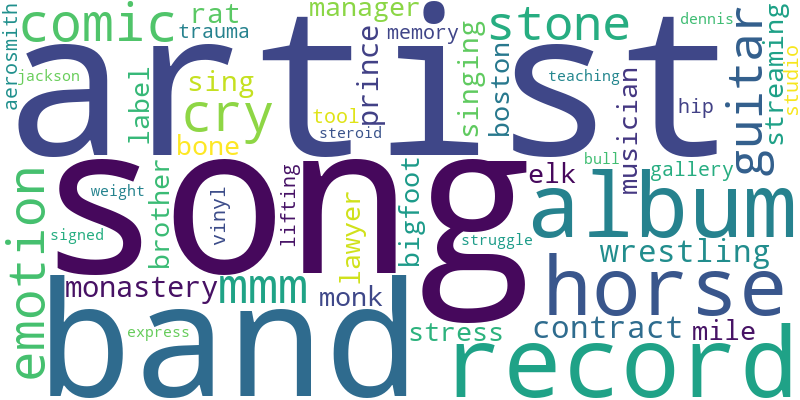 aerosmith
comic
rat
trauma
manager
memory
stone
dennis
guitar
streaming
studio
artist
jackson
label
sing
cry
bone
tool
steroid
prince
singing
boston
teaching
musician
hip
bull
gallery
emotion
song
weight
signed
brother
vinyl
lifting
lawyer
bigfoot
struggle
elk
album
wrestling
monastery
mmm
monk
horse
band
express
stress
contract
mile
record